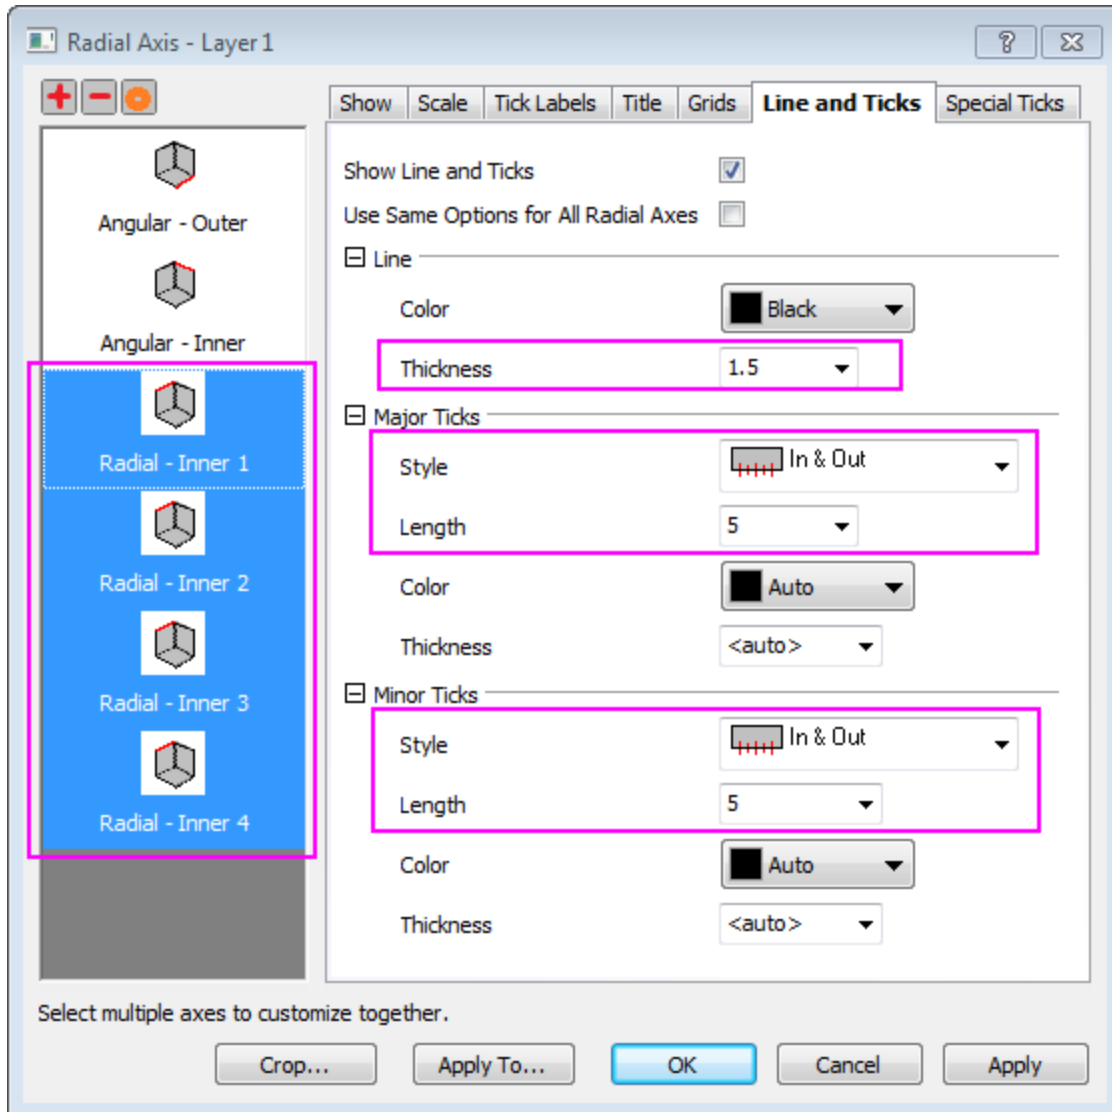 Radial Axis - Layer 1
Show Scale Tick Labels Title Grids Line and Ticks Special Ticks
Angular - Outer
Angular - Inner
Radial - Inner 1
Radial - Inner 2
Radial - Inner 3
Radial - Inner 4
Show Line and Ticks
Use Same Options for All Radial Axes
Line
Color Black
Thickness 1.5
Major Ticks
Style In & Out
Length 5
Color Auto
Thickness <auto>
Minor Ticks
Style In & Out
Length 5
Color Auto
Thickness <auto>
Select multiple axes to customize together.
Crop... Apply To... OK Cancel Apply